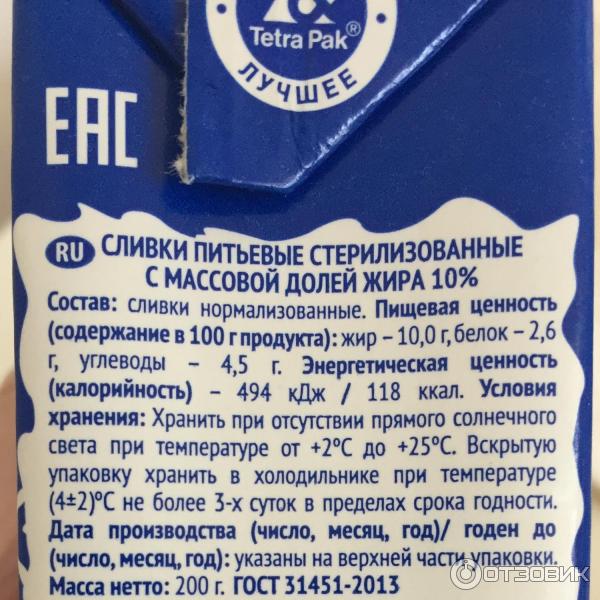 Tetra Pak®
ЛУЧШЕЕ
EAC
RU СЛИВКИ ПИТЬЕВЫЕ СТЕРИЛИЗОВАННЫЕ
С МАССОВОЙ ДОЛЕЙ ЖИРА 10%
Состав: сливки нормализованные. Пищевая ценность
(содержание в 100 г продукта): жир – 10,0 г, белок – 2,6
г, углеводы – 4,5 г. Энергетическая ценность
(калорийность) – 494 кДж / 118 ккал. Условия
хранения: Хранить при отсутствии прямого солнечного
света при температуре от +2°С до +25°С. Вскрытую
упаковку хранить в холодильнике при температуре
(4±2)°С не более 3-х суток в пределах срока годности.
Дата производства (число, месяц, год)/ годен до
(число, месяц, год): указаны на верхней части упаковки.
Масса нетто: 200 г. ГОСТ 31451-2013
ОТЗОВИК